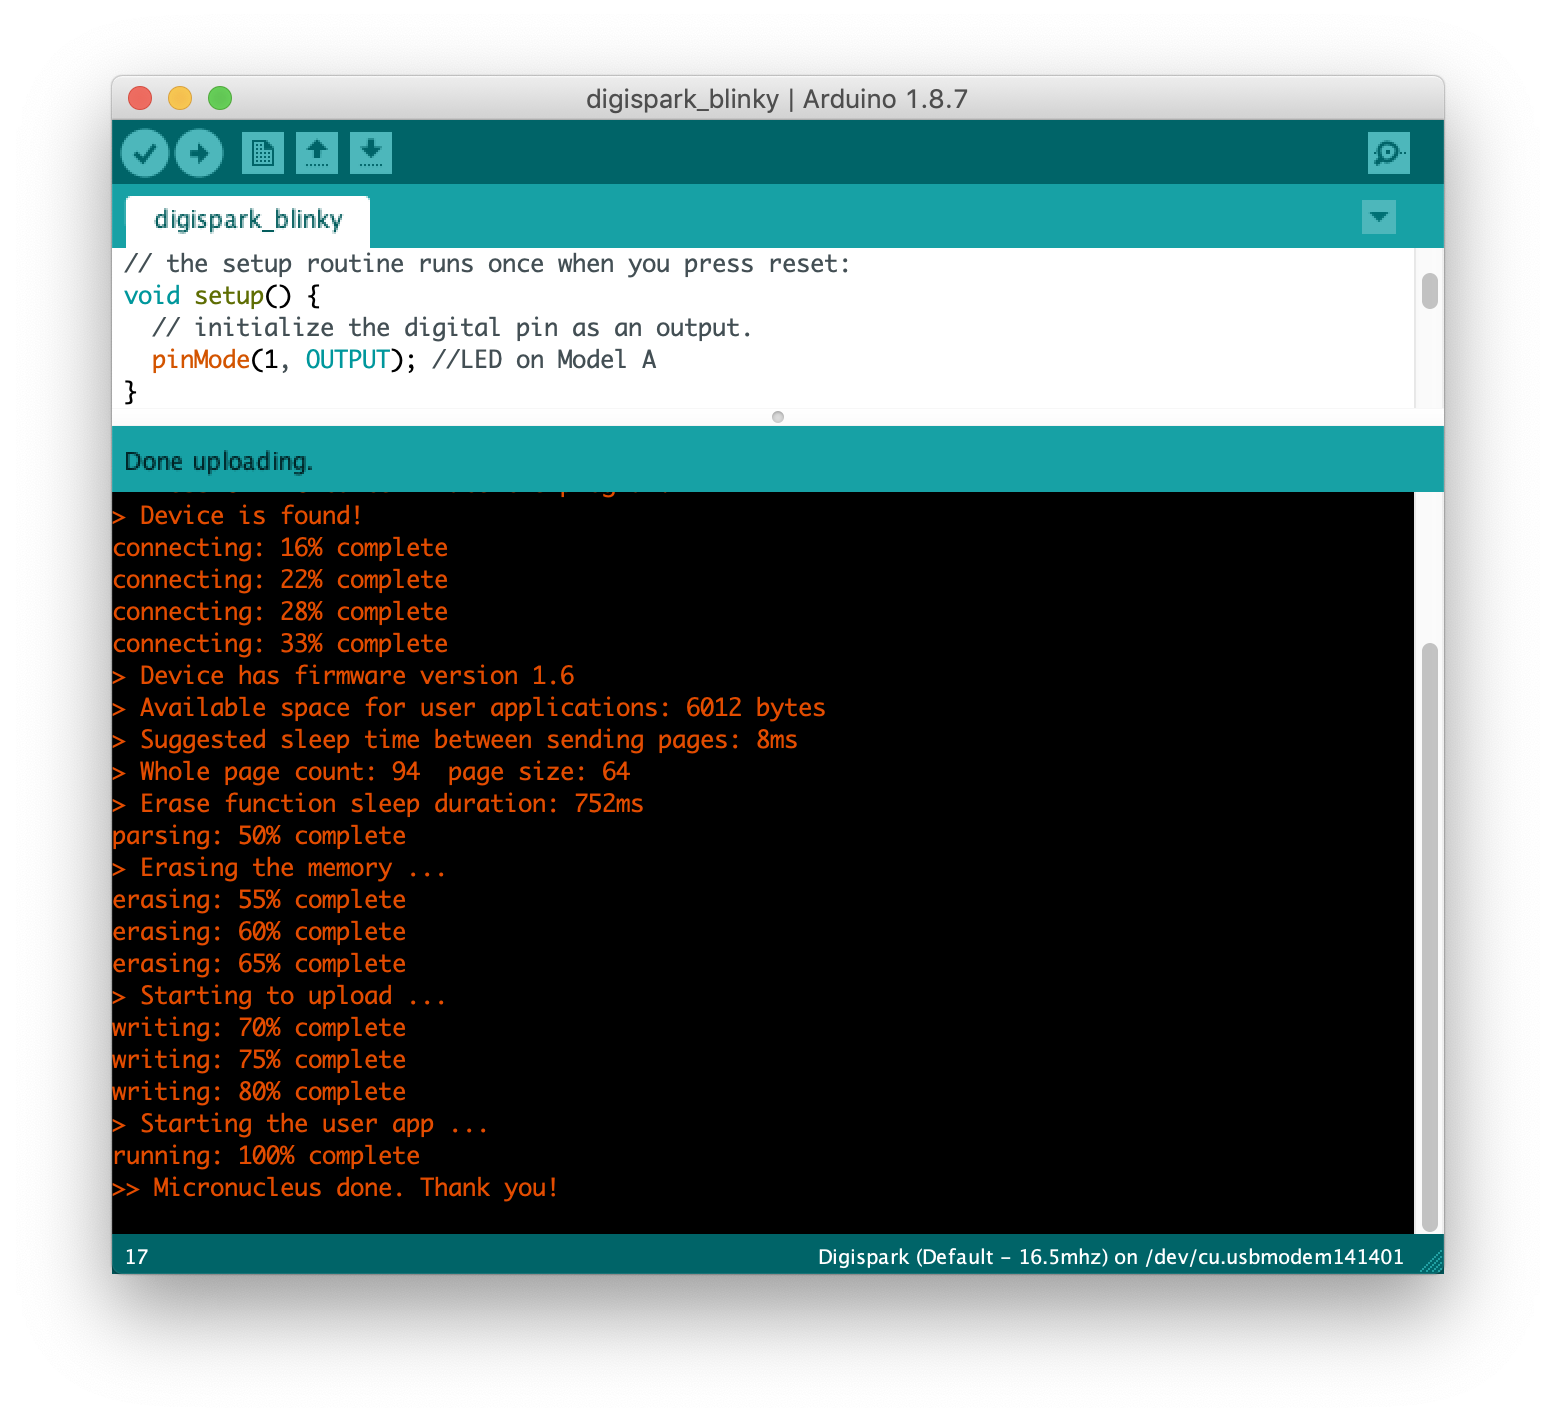 digispark_blinky | Arduino 1.8.7
digispark_blinky
// the setup routine runs once when you press reset:
void setup() {
  // initialize the digital pin as an output.
  pinMode(1, OUTPUT); //LED on Model A
}
Done uploading.
> Device is found!
connecting: 16% complete
connecting: 22% complete
connecting: 28% complete
connecting: 33% complete
> Device has firmware version 1.6
> Available space for user applications: 6012 bytes
> Suggested sleep time between sending pages: 8ms
> Whole page count: 94  page size: 64
> Erase function sleep duration: 752ms
parsing: 50% complete
> Erasing the memory ...
erasing: 55% complete
erasing: 60% complete
erasing: 65% complete
> Starting to upload ...
writing: 70% complete
writing: 75% complete
writing: 80% complete
> Starting the user app ...
running: 100% complete
>> Micronucleus done. Thank you!
17
Digispark (Default - 16.5mhz) on /dev/cu.usbmodem141401